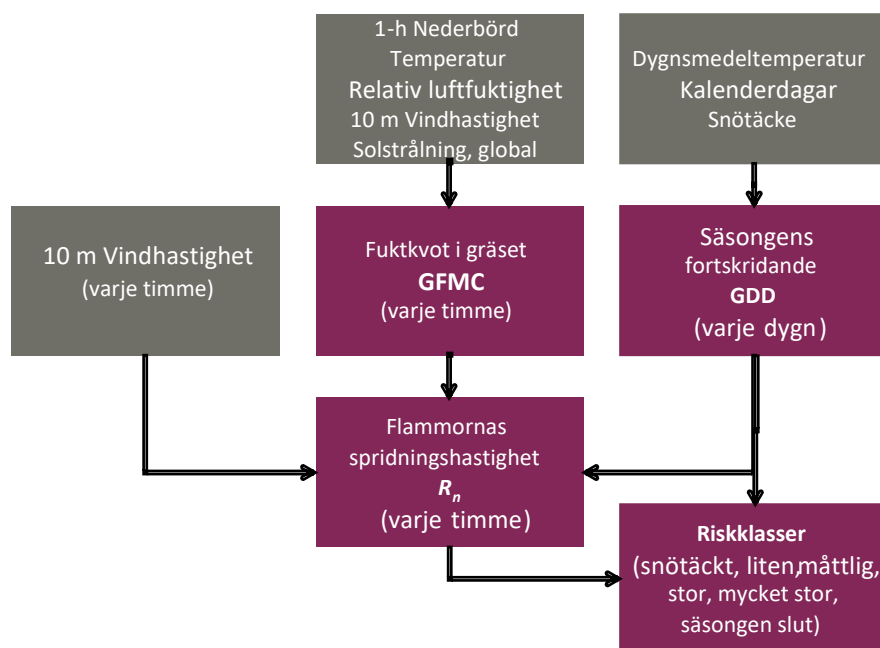 1-h Nederbörd
Temperatur
Relativ luftfuktighet
10 m Vindhastighet
Solstrålning, global
Dygnsmedeltemperatur
Kalenderdagar
Snötäcke
10 m Vindhastighet
(varje timme)
Fuktkvot i gräset
GFMC
(varje timme)
Säsongens
fortskridande
GDD
(varje dygn)
Flammornas
spridningshastighet
Rn
(varje timme)
Riskklasser
(snötäckt, liten,måttlig,
stor, mycket stor,
säsongen slut)